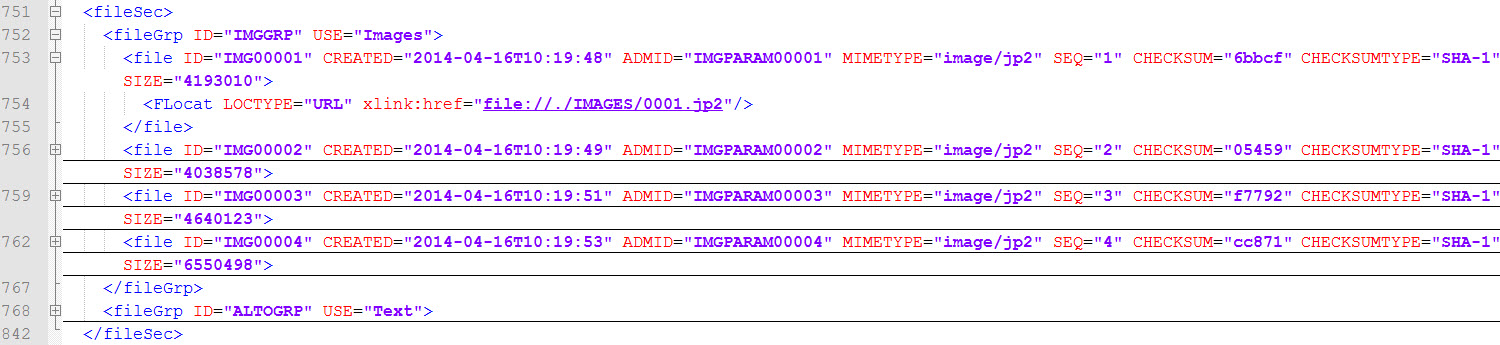 751 <fileSec>
752 <fileGrp ID="IMGGRP" USE="Images">
753 <file ID="IMG00001" CREATED="2014-04-16T10:19:48" ADMID="IMGPARAM00001" MIMETYPE="image/jp2" SEQ="1" CHECKSUM="6bbcf" CHECKSUMTYPE="SHA-1"
SIZE="4193010">
754 <FLocat LOCTYPE="URL" xlink:href="file://./IMAGES/0001.jp2"/>
755 </file>
756 <file ID="IMG00002" CREATED="2014-04-16T10:19:49" ADMID="IMGPARAM00002" MIMETYPE="image/jp2" SEQ="2" CHECKSUM="05459" CHECKSUMTYPE="SHA-1"
SIZE="4038578">
759 <file ID="IMG00003" CREATED="2014-04-16T10:19:51" ADMID="IMGPARAM00003" MIMETYPE="image/jp2" SEQ="3" CHECKSUM="f7792" CHECKSUMTYPE="SHA-1"
SIZE="4640123">
762 <file ID="IMG00004" CREATED="2014-04-16T10:19:53" ADMID="IMGPARAM00004" MIMETYPE="image/jp2" SEQ="4" CHECKSUM="cc871" CHECKSUMTYPE="SHA-1"
SIZE="6550498">
767 </fileGrp>
768 <fileGrp ID="ALTOGRP" USE="Text">
842 </fileSec>